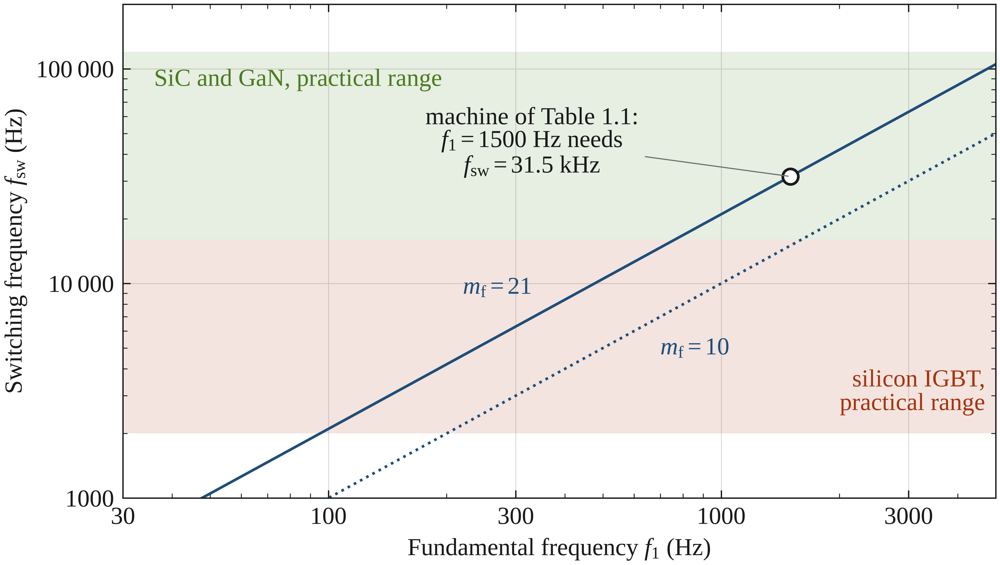 100 000
SiC and GaN, practical range
machine of Table 1.1:
f1 = 1500 Hz needs
fsw = 31.5 kHz
Switching frequency fsw (Hz)
10 000
mf = 21
mf = 10
silicon IGBT,
practical range
1000
30 100 300 1000 3000
Fundamental frequency f1 (Hz)